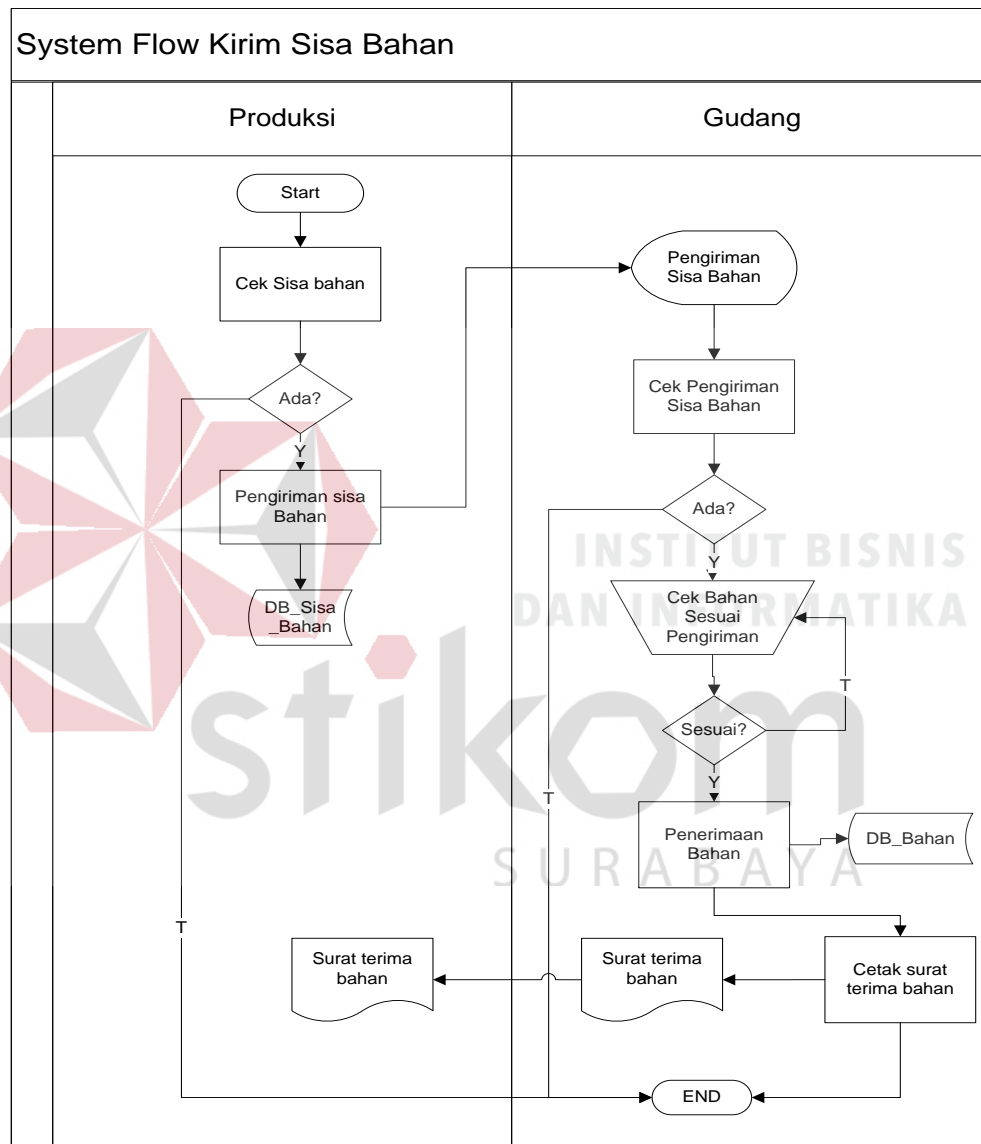 System Flow Kirim Sisa Bahan
Produksi
Gudang
Start
Cek Sisa bahan
Ada?
Y
Pengiriman sisa
Bahan
DB_Sisa
_Bahan
T
Surat terima
bahan
Pengiriman
Sisa Bahan
Cek Pengiriman
Sisa Bahan
Ada?
Y
Cek Bahan
Sesuai
Pengiriman
T
Sesuai?
Y
T
Penerimaan
Bahan
DB_Bahan
Surat terima
bahan
Cetak surat
terima bahan
END
INSTITUT BISNIS
DAN INFORMATIKA
stikom
SURABAYA